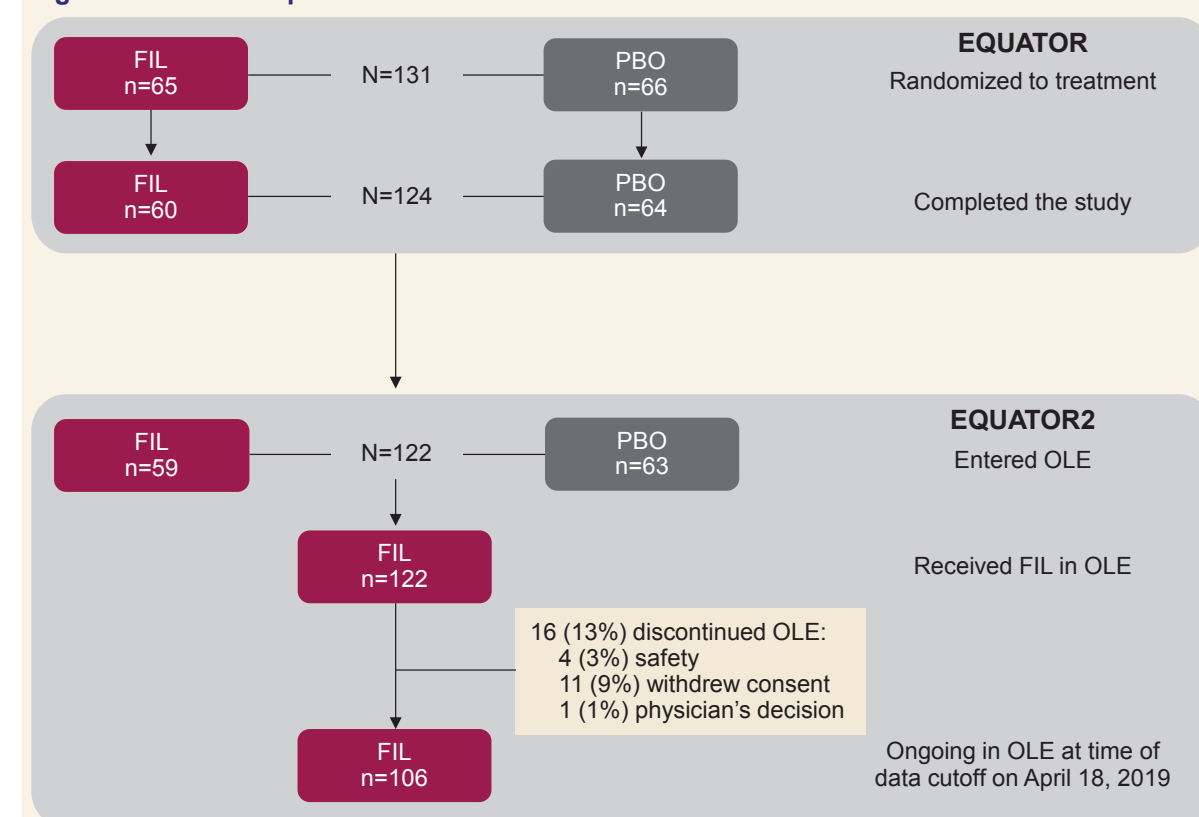 EQUATOR
FIL
n=65
N=131
PBO
n=66
Randomized to treatment
FIL
n=60
N=124
PBO
n=64
Completed the study
EQUATOR2
FIL
n=59
N=122
PBO
n=63
Entered OLE
FIL
n=122
Received FIL in OLE
16 (13%) discontinued OLE:
4 (3%) safety
11 (9%) withdrew consent
1 (1%) physician’s decision
FIL
n=106
Ongoing in OLE at time of
data cutoff on April 18, 2019